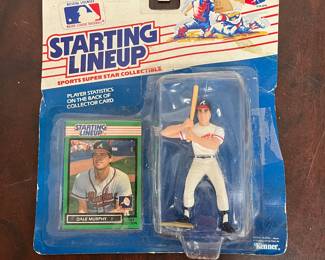 STARTING
LINEUP
SPORTS SUPER STAR COLLECTIBLE
PLAYER STATISTICS
ON THE BACK OF
COLLECTOR CARD
STARTING
LINEUP
Braves
DALE MURPHY
Kenner